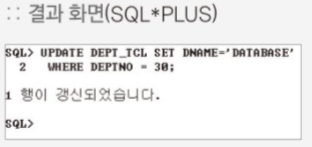 :: 결과 화면(SQL*PLUS)
SQL> UPDATE DEPT_TCL SET DNAME='DATABASE'
2 WHERE DEPTNO = 30;
1 행이 갱신되었습니다.
SQL>